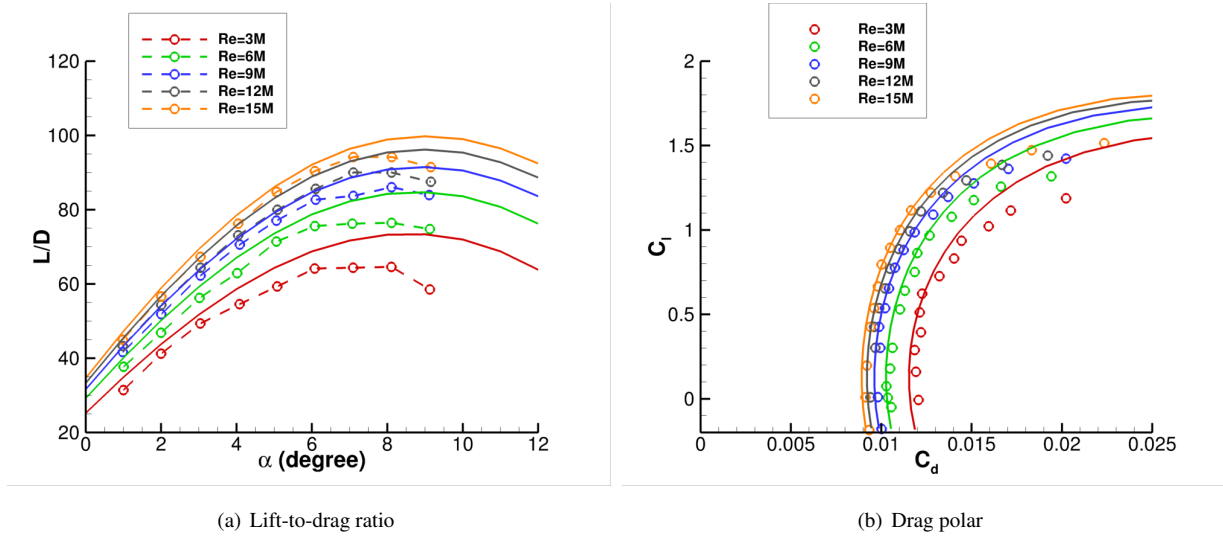 Re=3M
Re=6M
Re=9M
Re=12M
Re=15M
120
100
80
60
40
20
L/D
0 2 4 6 8 10 12
α (degree)
(a) Lift-to-drag ratio
Re=3M
Re=6M
Re=9M
Re=12M
Re=15M
2
1.5
1
0.5
0
Cl
0 0.005 0.01 0.015 0.02 0.025
Cd
(b) Drag polar